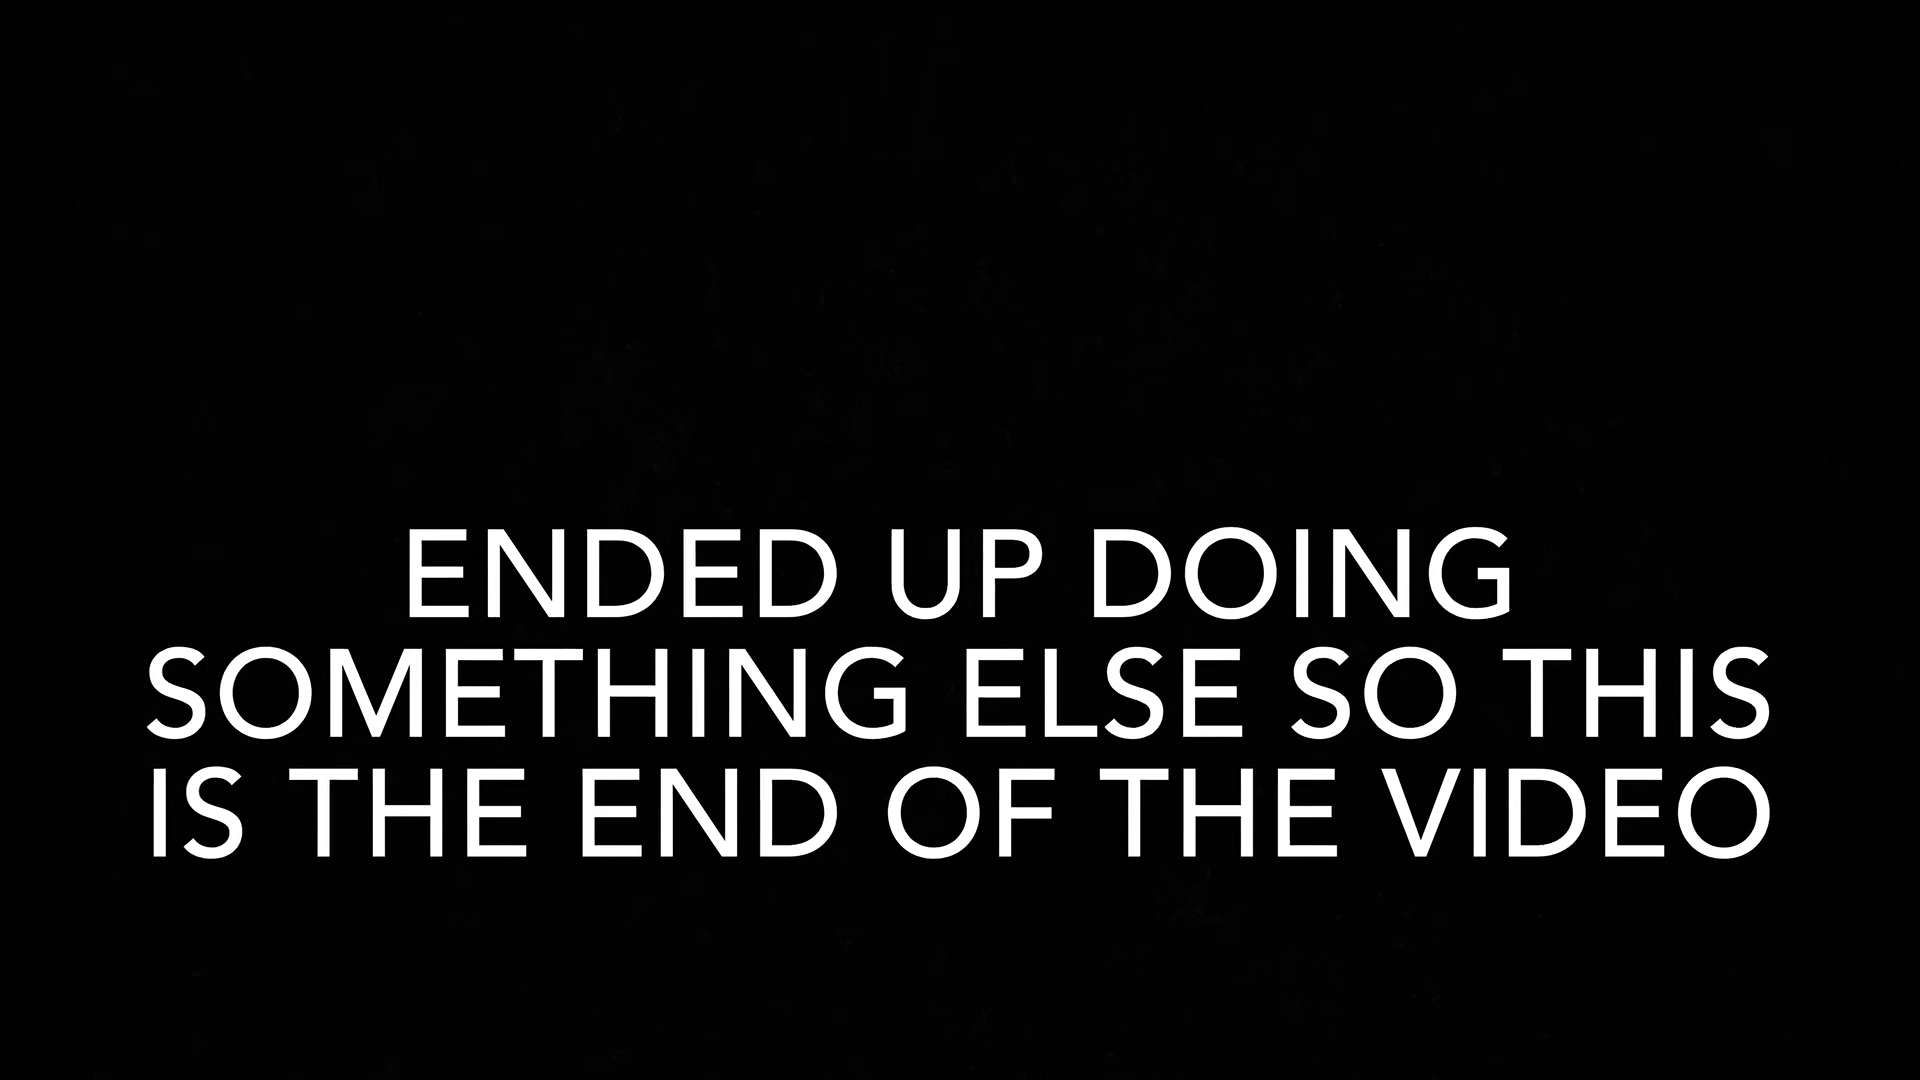 ENDED UP DOING
SOMETHING ELSE SO THIS
IS THE END OF THE VIDEO